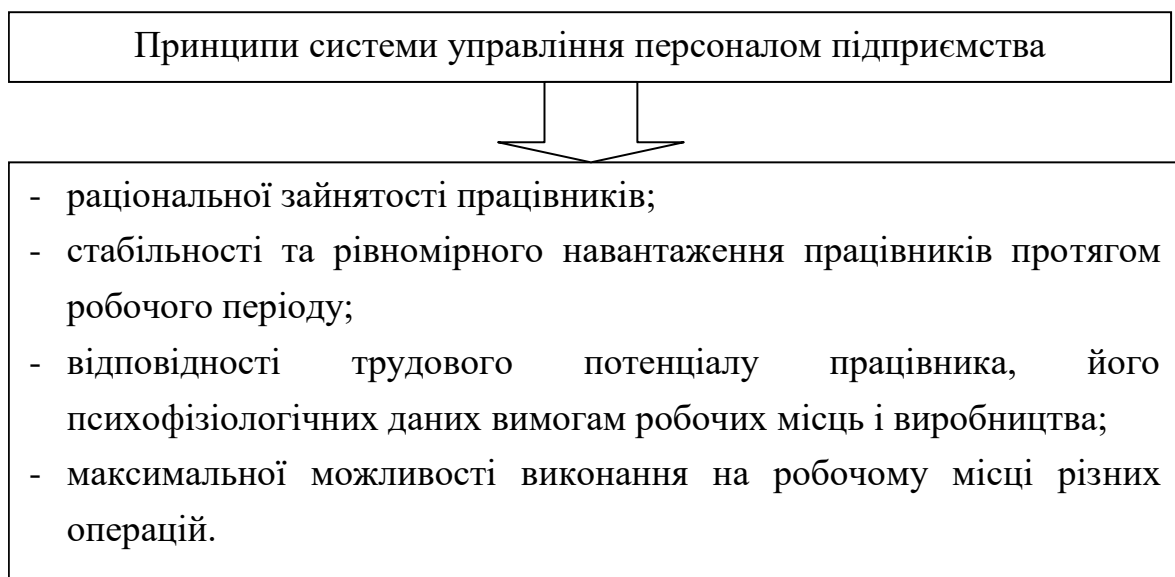 Принципи системи управління персоналом підприємства
- раціональної зайнятості працівників;
- стабільності та рівномірного навантаження працівників протягом
робочого періоду;
- відповідності трудового потенціалу працівника, його
психофізіологічних даних вимогам робочих місць і виробництва;
- максимальної можливості виконання на робочому місці різних
операцій.